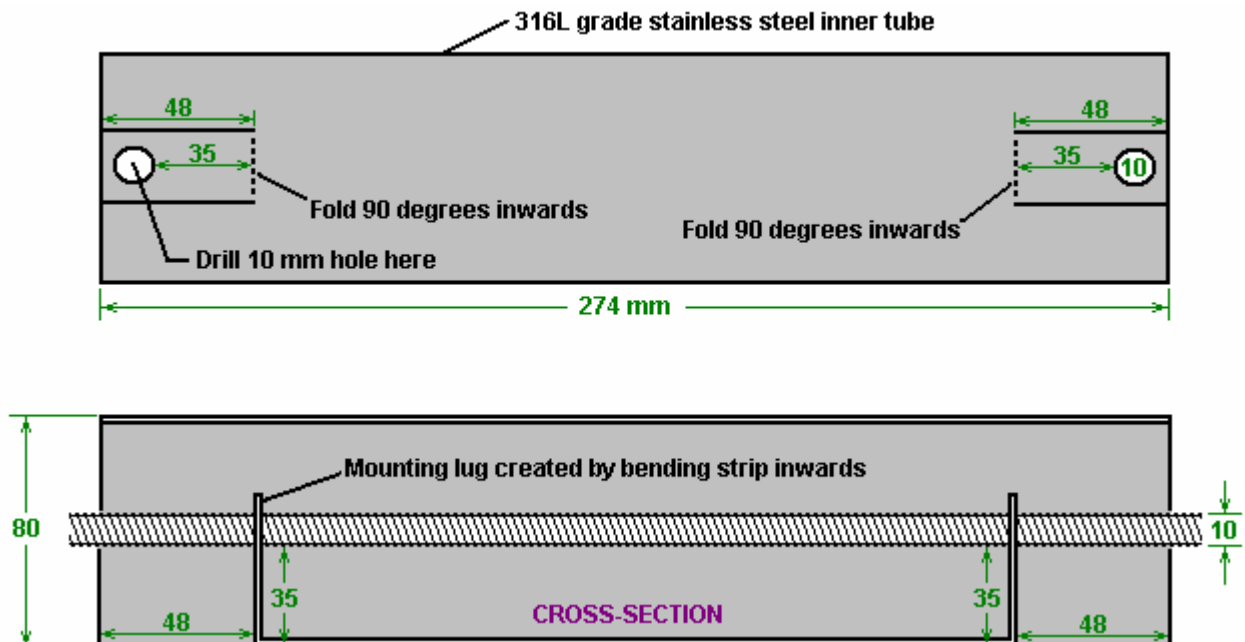 316L grade stainless steel inner tube
48
48
35
35
10
Fold 90 degrees inwards
Fold 90 degrees inwards
Drill 10 mm hole here
274 mm
Mounting lug created by bending strip inwards
80
10
35
35
CROSS-SECTION
48
48